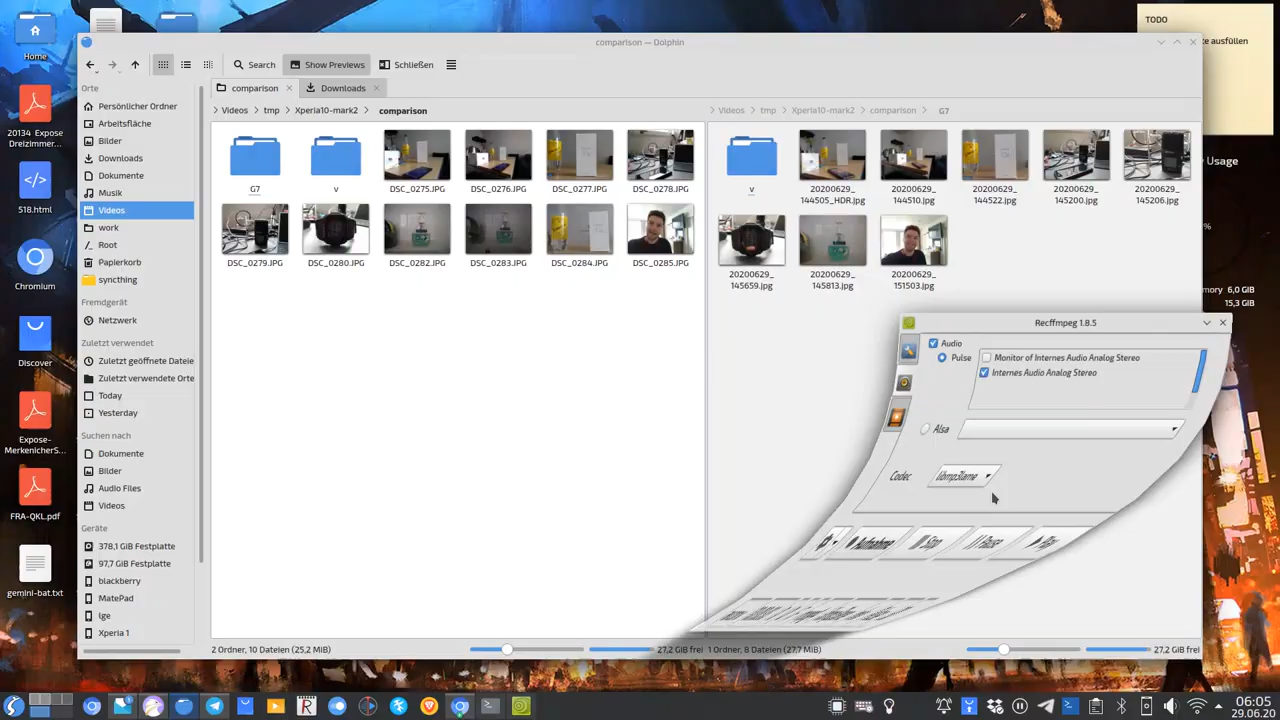 TODO
te ausfüllen
Home
20134 Expose
Dreizimmer...
518.html
Chromium
Discover
Expose-
MerkenicherS...
FRA-QKL.pdf
gemini-bat.txt
comparison — Dolphin
Search
Show Previews
Schließen
comparison
Downloads
Videos
tmp
Xperia10-mark2
comparison
Videos
tmp
Xperia10-mark2
comparison
G7
Orte
Persönlicher Ordner
Arbeitsfläche
Bilder
Downloads
Dokumente
Musik
Videos
work
Root
Papierkorb
syncthing
Fremdgerät
Netzwerk
Zuletzt verwendet
Zuletzt geöffnete Dateie
Zuletzt verwendete Orte
Today
Yesterday
Suchen nach
Dokumente
Bilder
Audio Files
Videos
Geräte
378,1 GiB Festplatte
97,7 GiB Festplatte
blackberry
MatePad
lge
Xperia 1
G7
v
DSC_0275.JPG
DSC_0276.JPG
DSC_0277.JPG
DSC_0278.JPG
DSC_0279.JPG
DSC_0280.JPG
DSC_0282.JPG
DSC_0283.JPG
DSC_0284.JPG
DSC_0285.JPG
v
20200629_
144505_HDR.jpg
20200629_
144510.jpg
20200629_
144522.jpg
20200629_
145200.jpg
20200629_
145206.jpg
20200629_
145659.jpg
20200629_
145813.jpg
20200629_
151503.jpg
Usage
%
mory 6,0 GiB
15,3 GiB
Recffmpeg 1.8.5
Audio
Pulse
Monitor of Internes Audio Analog Stereo
Internes Audio Analog Stereo
Alsa
Codec
libmp3lame
Aufnahme
Stop
Pause
Play
2 Ordner, 10 Dateien (25,2 MiB)
27,2 GiB frei
1 Ordner, 8 Dateien (27,7 MiB)
27,2 GiB frei
06:05
29.06.20